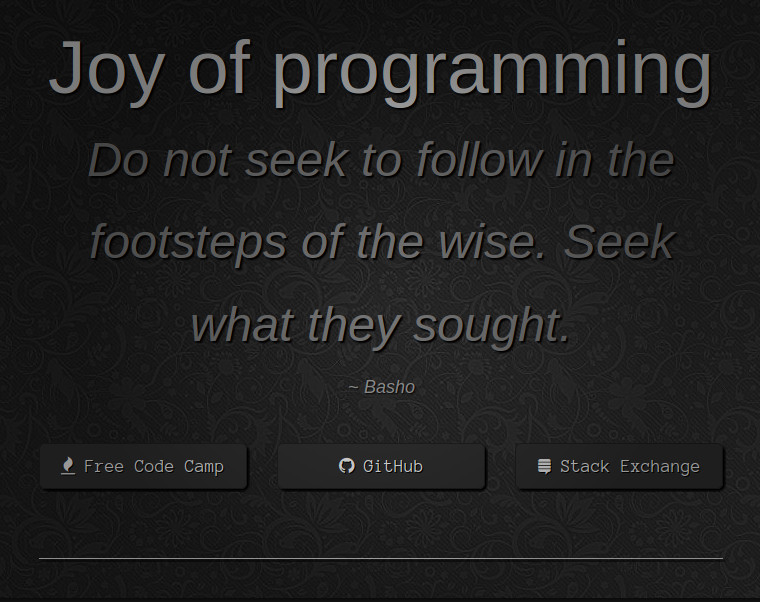 Joy of programming
Do not seek to follow in the
footsteps of the wise. Seek
what they sought.
~ Basho
Free Code Camp
GitHub
Stack Exchange